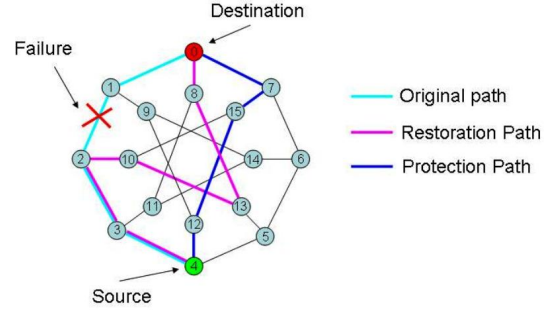 Destination
Failure
0
1
7
8
9
15
Original path
Restoration Path
2
10
14
6
Protection Path
11
13
3
12
5
4
Source